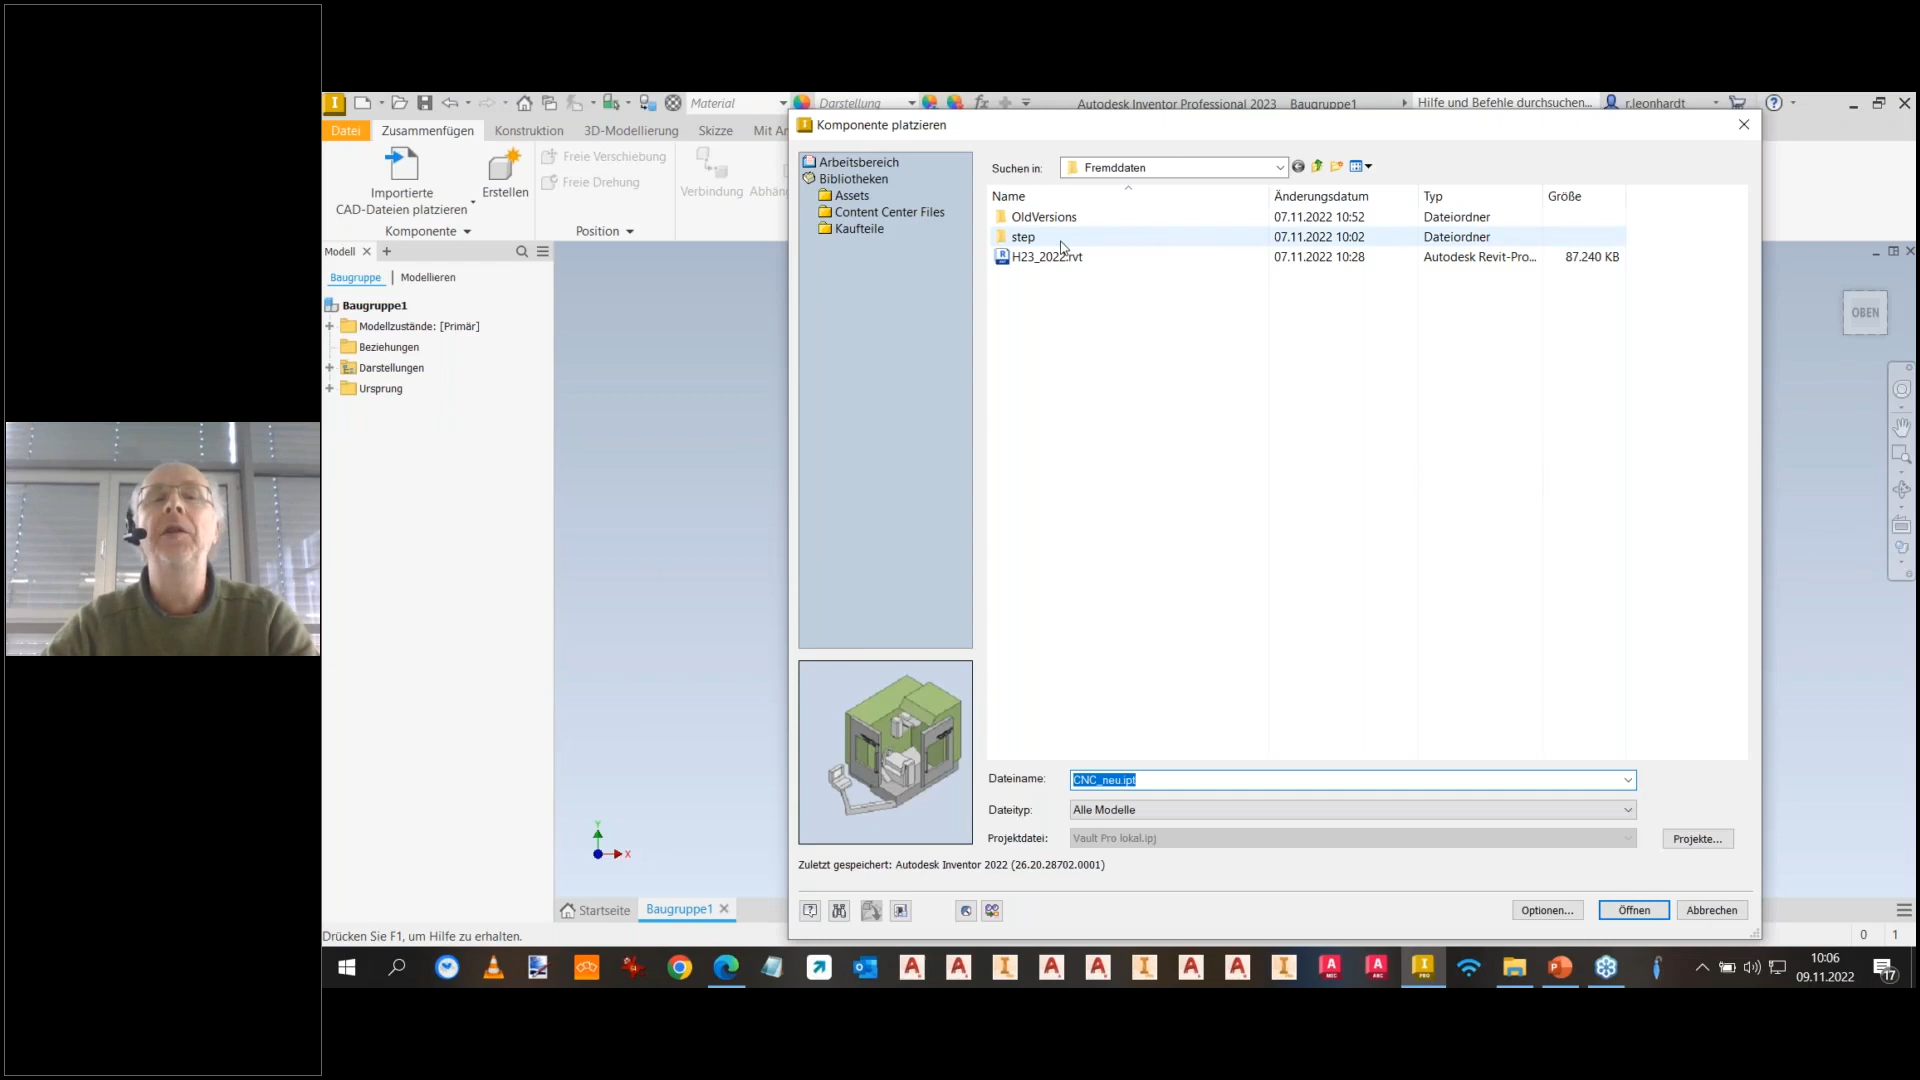 Material
Darstellung
Autodesk Inventor Professional 2023 Baugruppe1
Hilfe und Befehle durchsuchen...
r.leonhardt
Datei
Zusammenfügen
Konstruktion
3D-Modellierung
Skizze
Mit An
Importierte
CAD-Dateien platzieren
Erstellen
Freie Verschiebung
Freie Drehung
Verbindung
Abhän
Komponente
Position
Modell
Baugruppe
Modellieren
Baugruppe1
Modellzustände: [Primär]
Beziehungen
Darstellungen
Ursprung
Komponente platzieren
Arbeitsbereich
Bibliotheken
Assets
Content Center Files
Kaufteile
Suchen in:
Fremddaten
Name Änderungsdatum Typ Größe
OldVersions 07.11.2022 10:52 Dateiordner
step 07.11.2022 10:02 Dateiordner
H23_2022.rvt 07.11.2022 10:28 Autodesk Revit-Pro... 87.240 KB
Dateiname: CNC_neu.ipt
Dateityp: Alle Modelle
Projektdatei: Vault Pro lokal.ipj
Projekte...
Zuletzt gespeichert: Autodesk Inventor 2022 (26.20.28702.0001)
Optionen...
Öffnen
Abbrechen
OBEN
Y
X
Startseite
Baugruppe1
Drücken Sie F1, um Hilfe zu erhalten.
0 1
10:06
09.11.2022
17